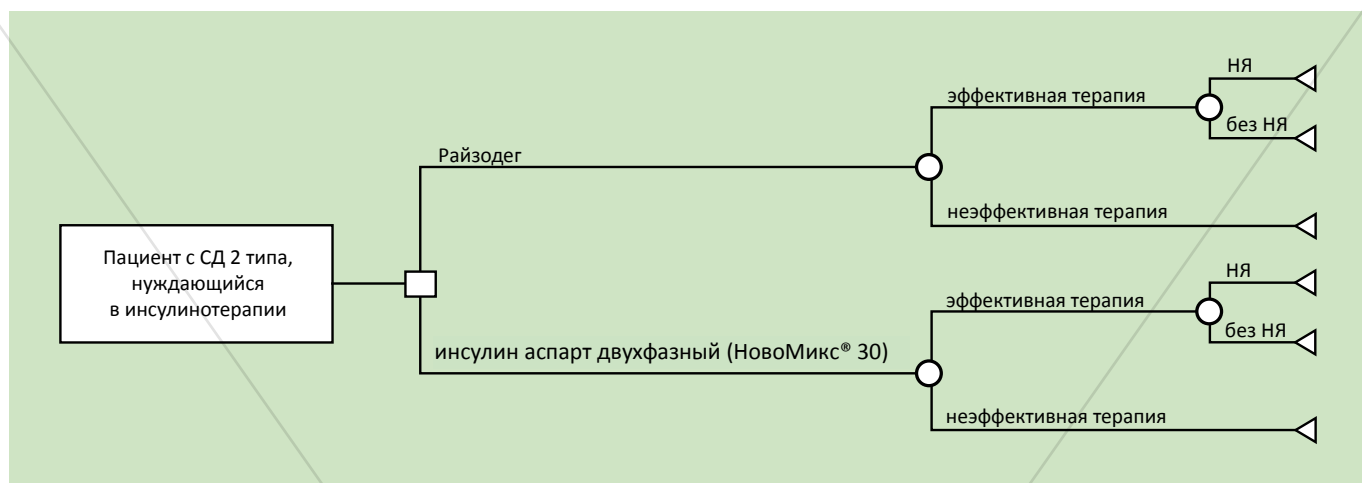 НЯ
эффективная терапия
без НЯ
Райзодег
неэффективная терапия
Пациент с СД 2 типа,
нуждающийся
в инсулинотерапии
НЯ
эффективная терапия
без НЯ
инсулин аспарт двухфазный (НовоМикс® 30)
неэффективная терапия